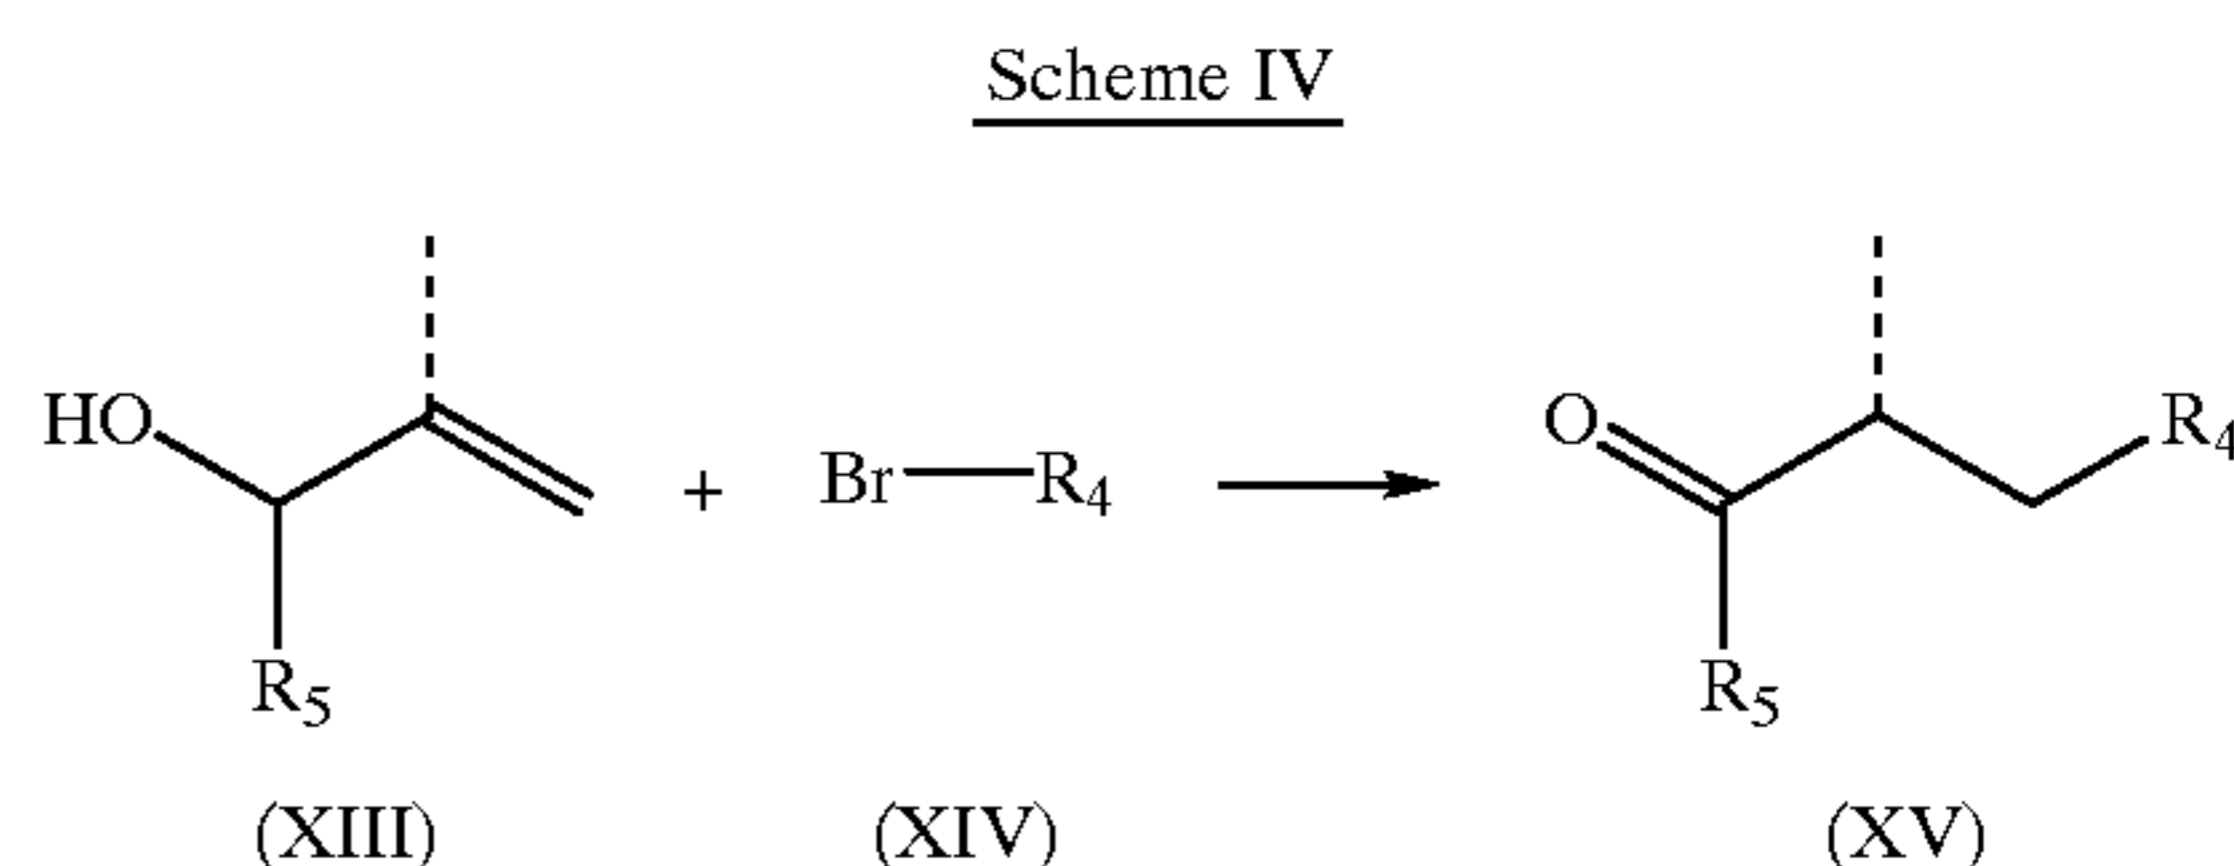 Scheme IV
HO + Br R4 O R4
R5 R5
(XIII) (XIV) (XV)